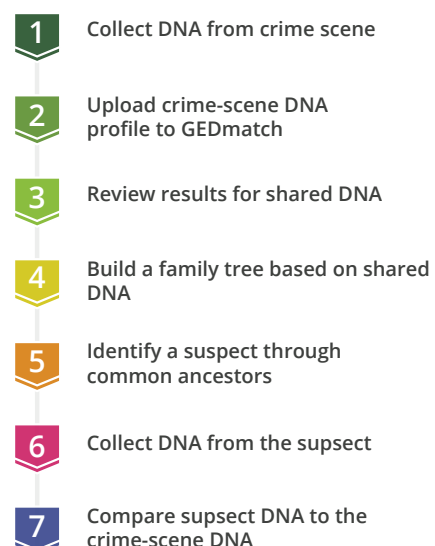 1
Collect DNA from crime scene
2
Upload crime-scene DNA
profile to GEDmatch
3
Review results for shared DNA
4
Build a family tree based on shared
DNA
5
Identify a suspect through
common ancestors
6
Collect DNA from the supsect
7
Compare supsect DNA to the
crime-scene DNA